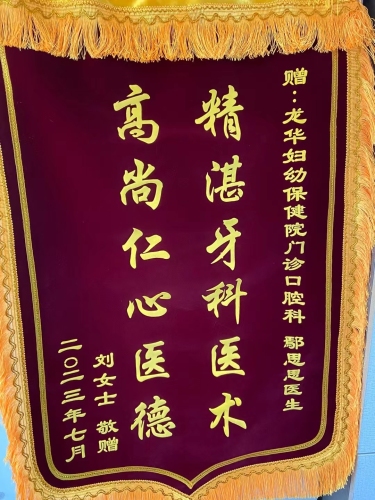 赠：龙华妇幼保健院门诊口腔科 鄢思思医生
精湛牙科医术
高尚仁心医德
刘女士 敬赠
二〇二三年七月